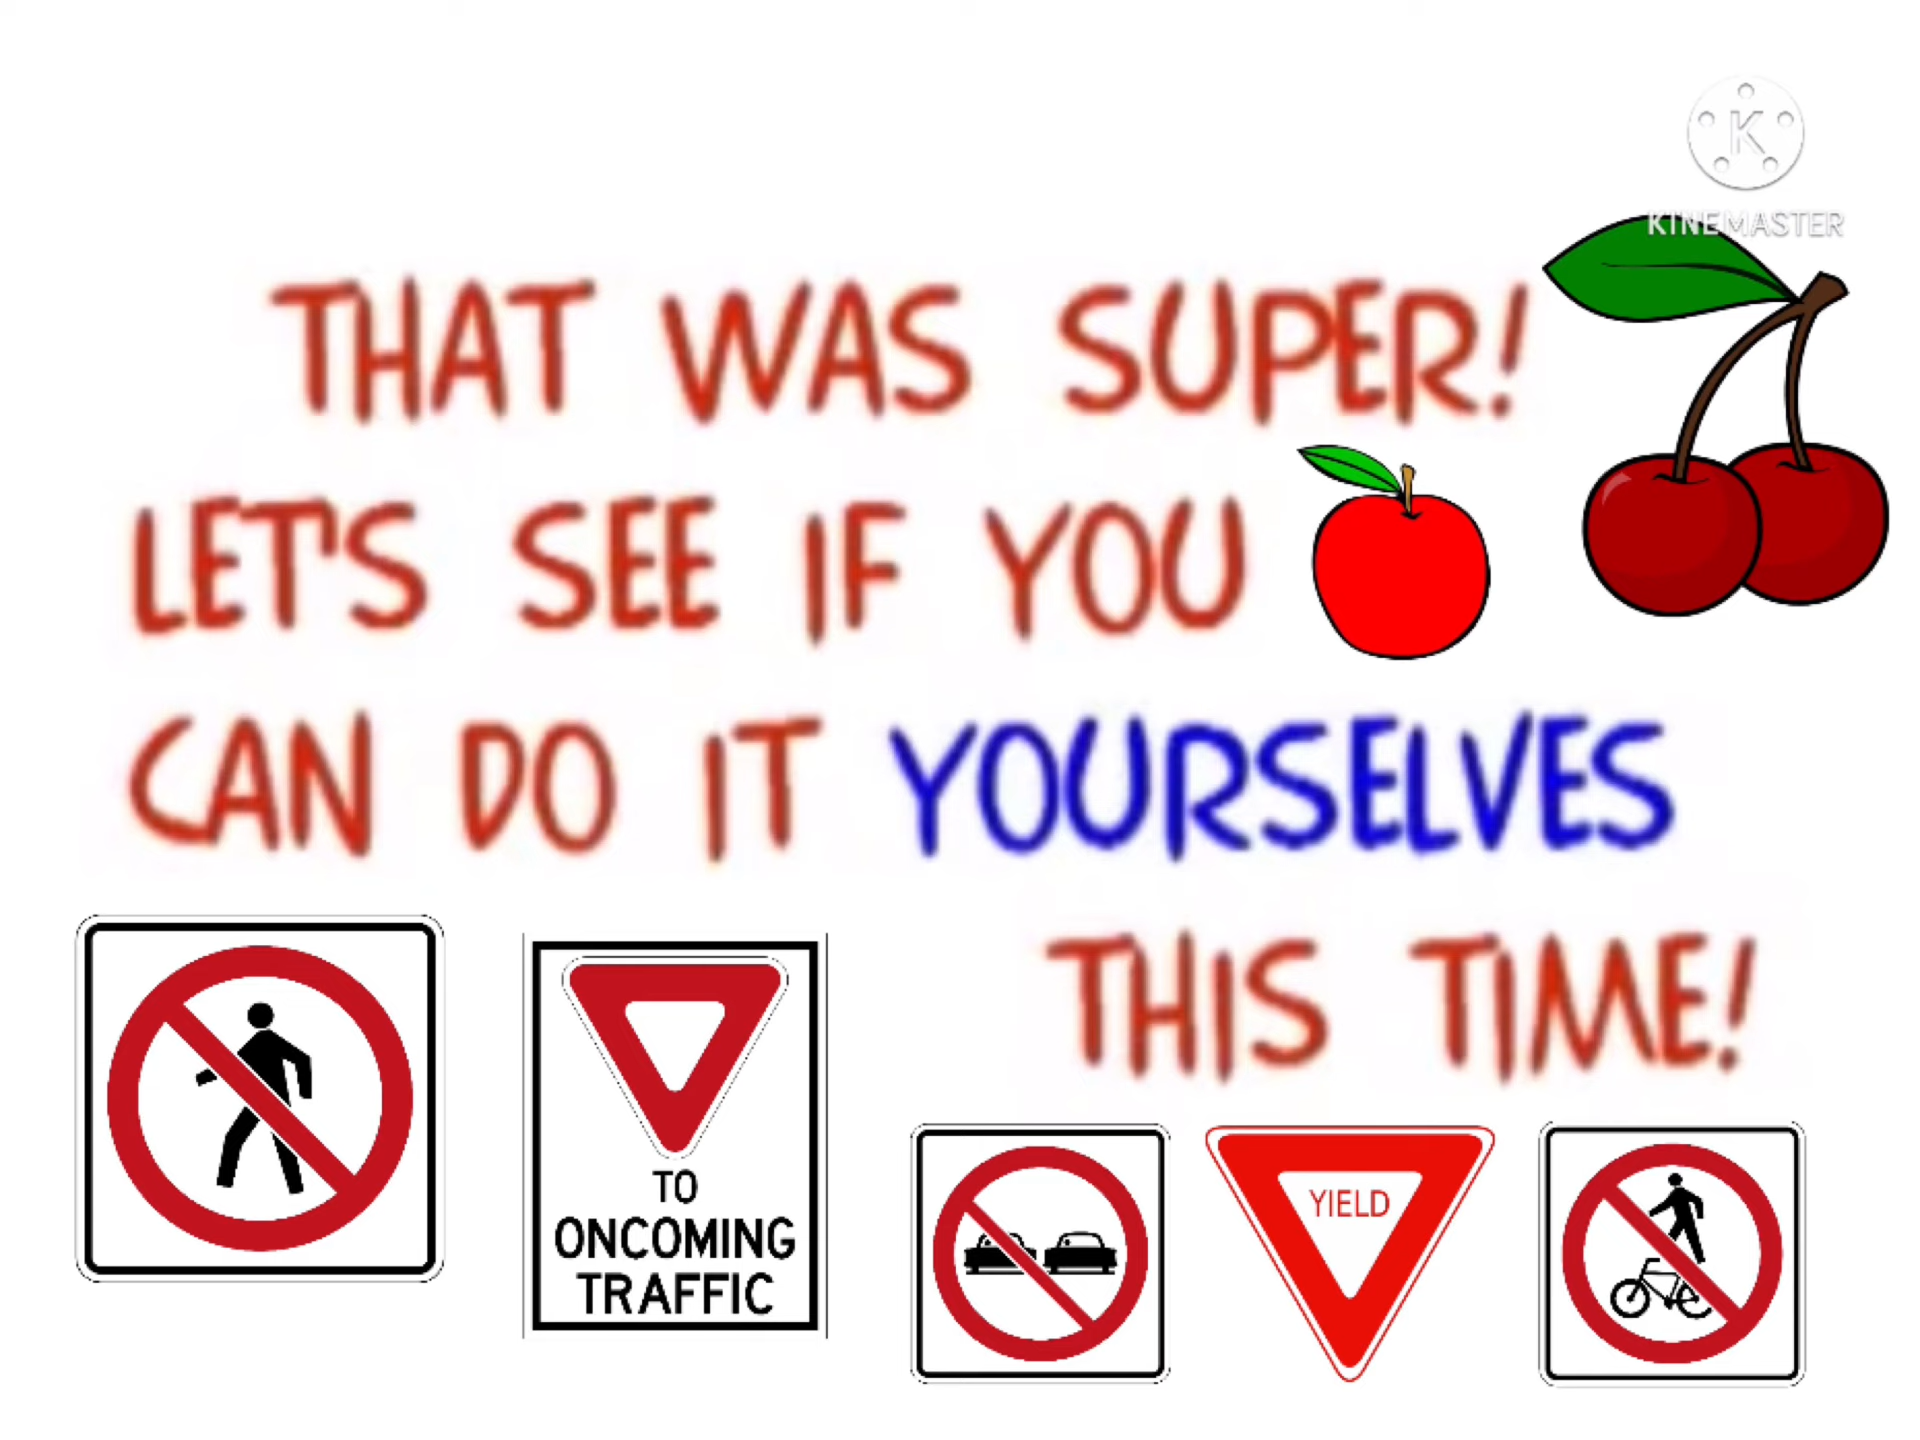 K
KINEMASTER
THAT WAS SUPER!
LET'S SEE IF YOU
CAN DO IT YOURSELVES
THIS TIME!
TO
ONCOMING
TRAFFIC
YIELD